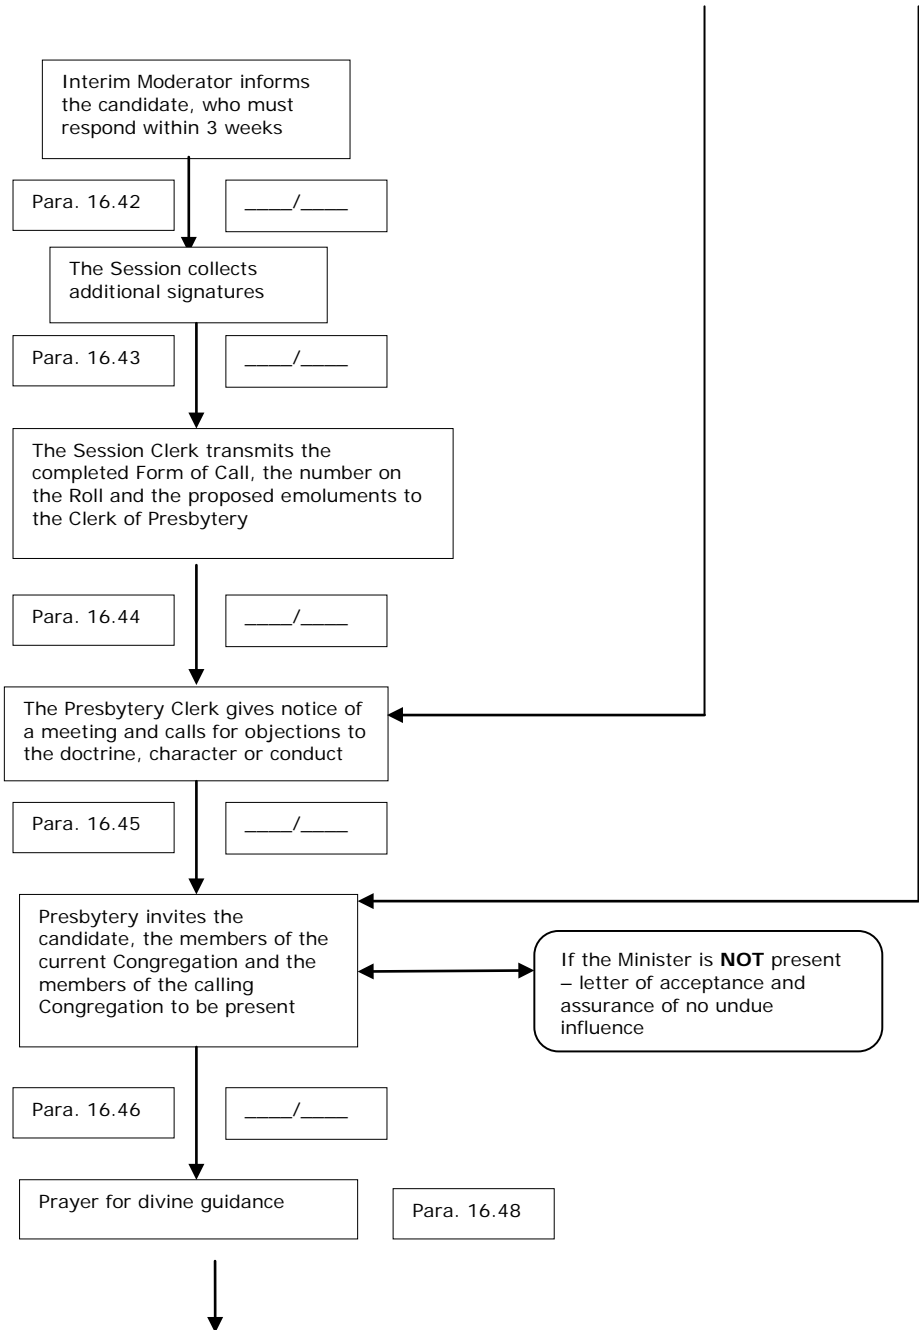 Interim Moderator informs
the candidate, who must
respond within 3 weeks
Para. 16.42
____/____
The Session collects
additional signatures
Para. 16.43
____/____
The Session Clerk transmits the
completed Form of Call, the number on
the Roll and the proposed emoluments to
the Clerk of Presbytery
Para. 16.44
____/____
The Presbytery Clerk gives notice of
a meeting and calls for objections to
the doctrine, character or conduct
Para. 16.45
____/____
Presbytery invites the
candidate, the members of the
current Congregation and the
members of the calling
Congregation to be present
If the Minister is NOT present
– letter of acceptance and
assurance of no undue
influence
Para. 16.46
____/____
Prayer for divine guidance
Para. 16.48